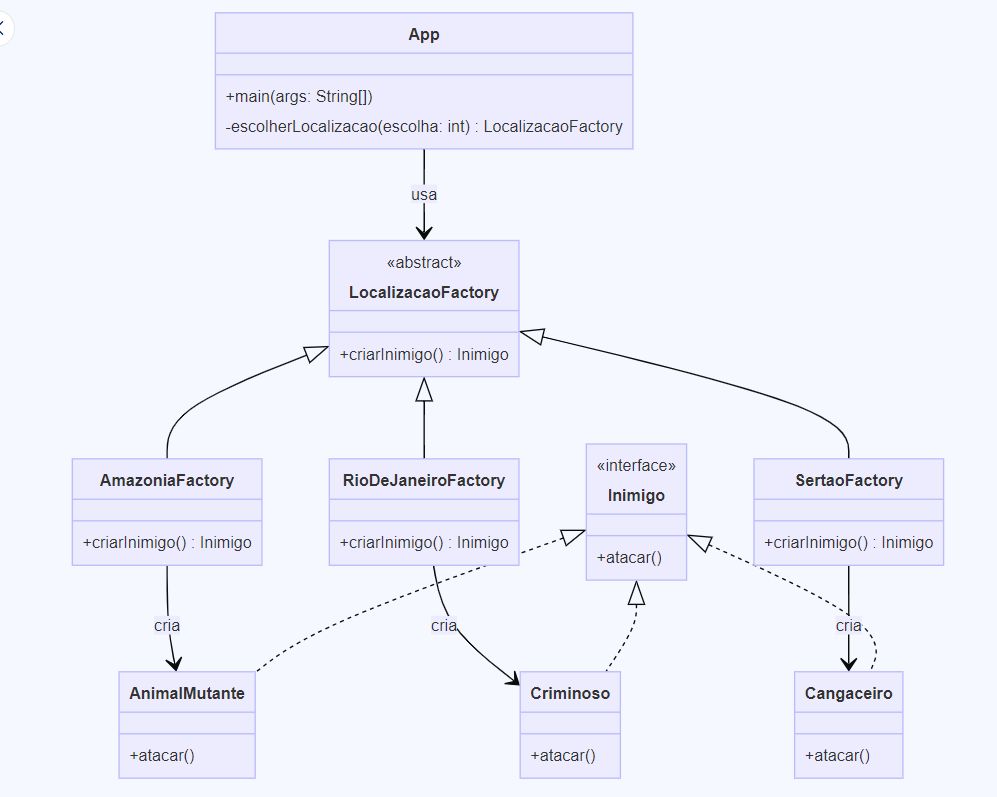 App
+main(args: String[])
-escolherLocalizacao(escolha: int) : LocalizacaoFactory
usa
«abstract»
LocalizacaoFactory
+criarInimigo() : Inimigo
AmazoniaFactory
+criarInimigo() : Inimigo
RioDeJaneiroFactory
+criarInimigo() : Inimigo
«interface»
Inimigo
+atacar()
SertaoFactory
+criarInimigo() : Inimigo
cria
cria
cria
AnimalMutante
+atacar()
Criminoso
+atacar()
Cangaceiro
+atacar()